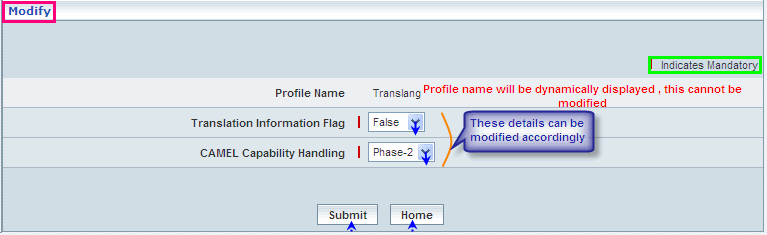 Modify
Indicates Mandatory
Profile Name Translang Profile name will be dynamically displayed , this cannot be
modified
Translation Information Flag False
These details can be
modified accordingly
CAMEL Capability Handling Phase-2
Submit Home